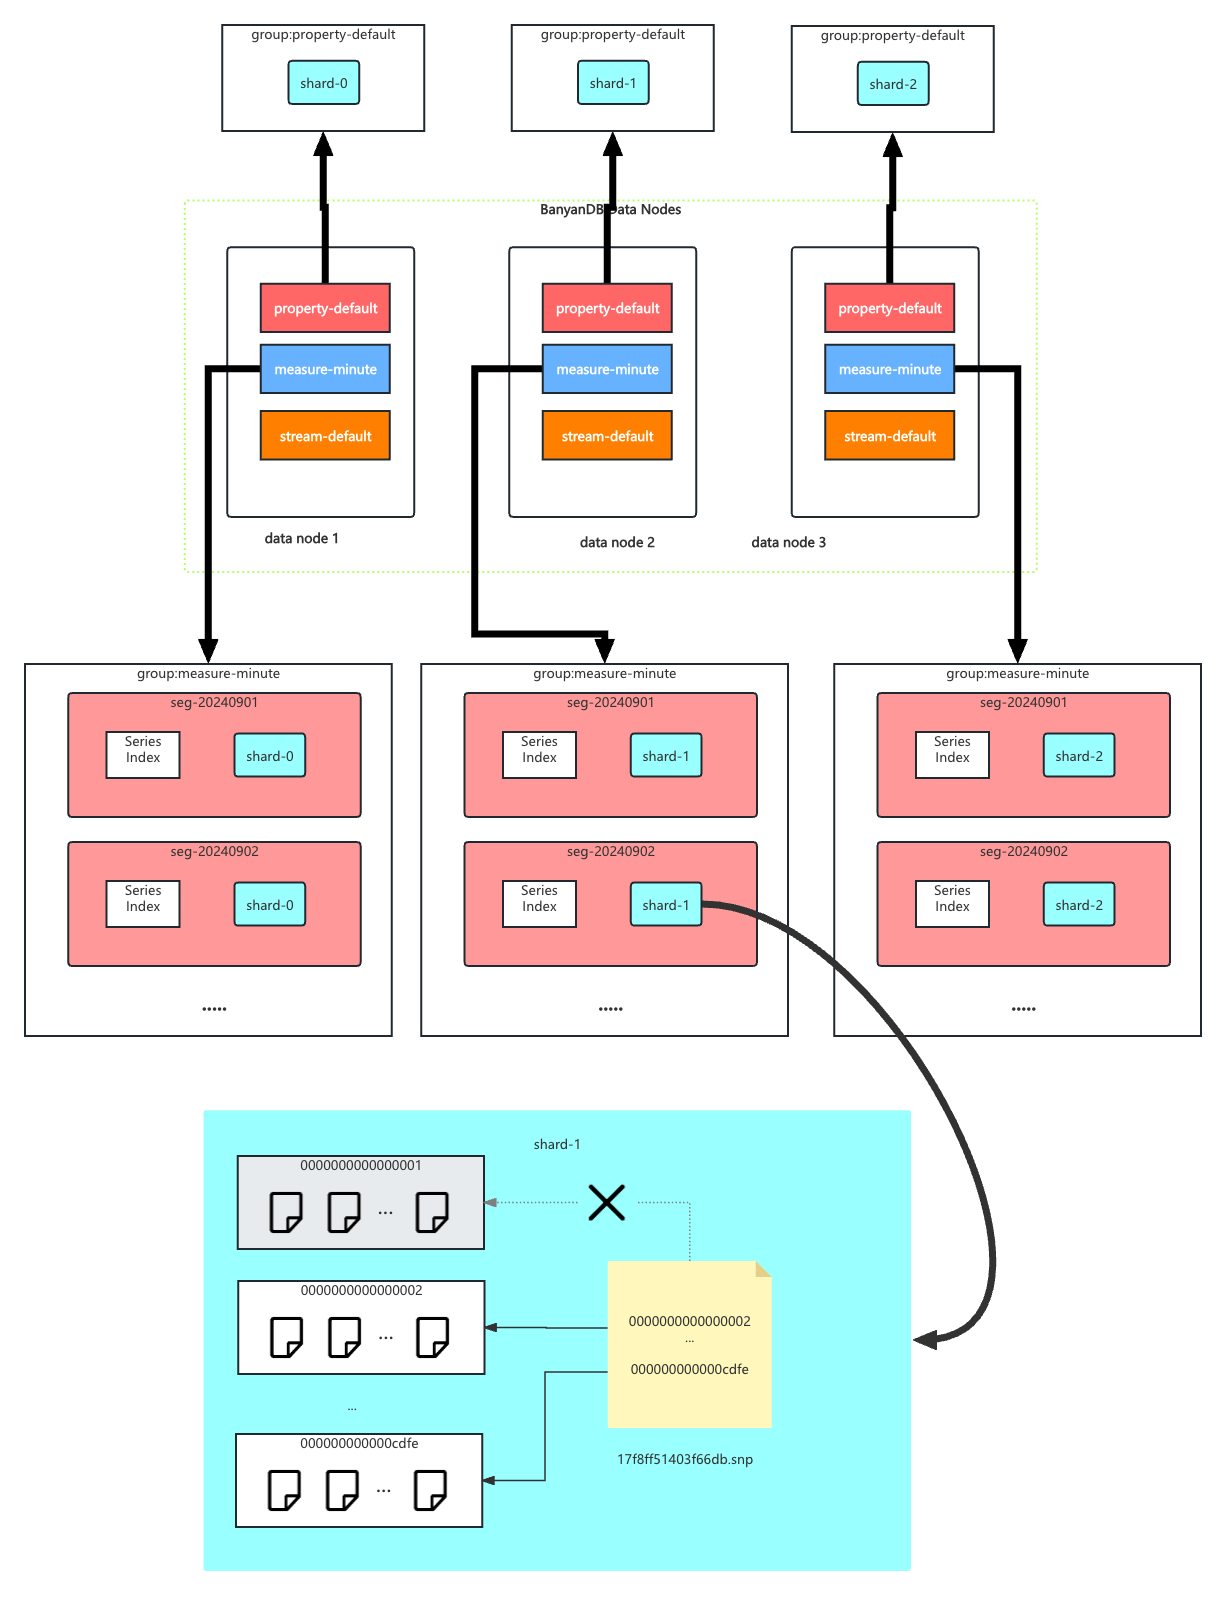 group:property-default
shard-0
group:property-default
shard-1
group:property-default
shard-2
BanyanDB Data Nodes
property-default
measure-minute
stream-default
data node 1
property-default
measure-minute
stream-default
data node 2
property-default
measure-minute
stream-default
data node 3
group:measure-minute
seg-20240901
Series
Index
shard-0
seg-20240902
Series
Index
shard-0
.....
group:measure-minute
seg-20240901
Series
Index
shard-1
seg-20240902
Series
Index
shard-1
.....
group:measure-minute
seg-20240901
Series
Index
shard-2
seg-20240902
Series
Index
shard-2
.....
shard-1
0000000000000001
...
0000000000000002
...
...
000000000000cdfe
...
0000000000000002
...
000000000000cdfe
17f8ff51403f66db.snp